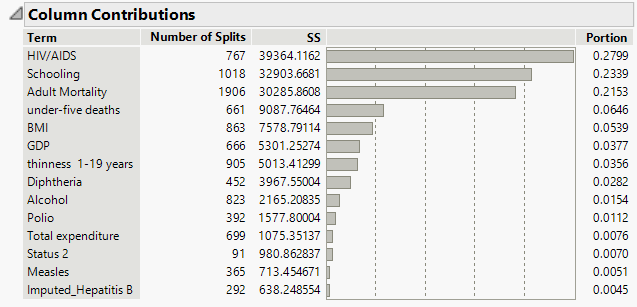 Column Contributions
Term Number of Splits SS Portion
HIV/AIDS 767 39364.1162 0.2799
Schooling 1018 32903.6681 0.2339
Adult Mortality 1906 30285.8608 0.2153
under-five deaths 661 9087.76464 0.0646
BMI 863 7578.79114 0.0539
GDP 666 5301.25274 0.0377
thinness 1-19 years 905 5013.41299 0.0356
Diphtheria 452 3967.55004 0.0282
Alcohol 823 2165.20835 0.0154
Polio 392 1577.80004 0.0112
Total expenditure 699 1075.35137 0.0076
Status 2 91 980.862837 0.0070
Measles 365 713.454671 0.0051
Imputed_Hepatitis B 292 638.248554 0.0045